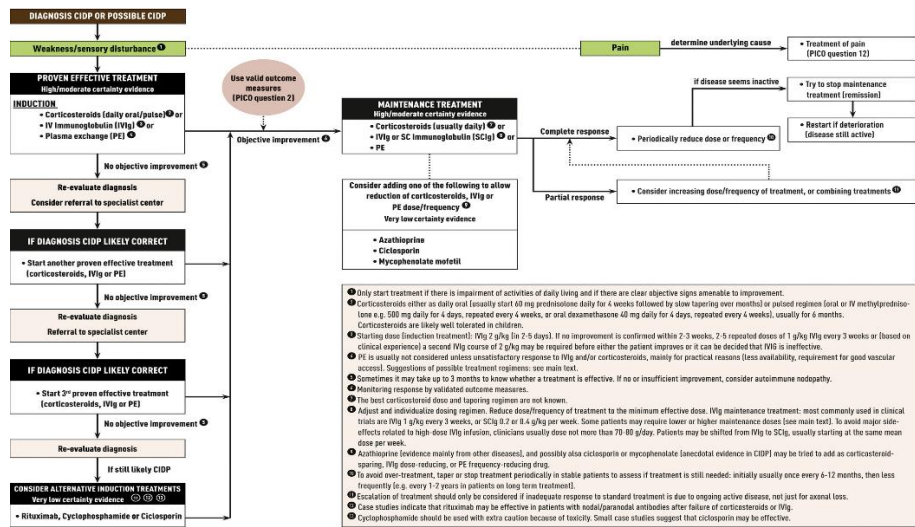 DIAGNOSIS CIDP OR POSSIBLE CIDP
Weakness/sensory disturbance ❶
PROVEN EFFECTIVE TREATMENT
High/moderate certainty evidence
INDUCTION
• Corticosteroids (daily oral/pulse) ❷ or
• IV Immunoglobulin (IVIg) ❸ or
• Plasma exchange (PE) ❹
No objective improvement ❺
Re-evaluate diagnosis
Consider referral to specialist center
IF DIAGNOSIS CIDP LIKELY CORRECT
• Start another proven effective treatment
(corticosteroids, IVIg or PE)
No objective improvement ❺
Re-evaluate diagnosis
Referral to specialist center
IF DIAGNOSIS CIDP LIKELY CORRECT
• Start 3rd proven effective treatment
(corticosteroids, IVIg or PE)
No objective improvement ❺
Re-evaluate diagnosis
If still likely CIDP
CONSIDER ALTERNATIVE INDUCTION TREATMENTS
Very low certainty evidence ⑪ ⑫ ⑬
• Rituximab, Cyclophosphamide or Ciclosporin
Use valid outcome
measures
(PICO question 2)
Objective improvement ❻
MAINTENANCE TREATMENT
High/moderate certainty evidence
• Corticosteroids (usually daily) ❼ or
• IVIg or SC Immunoglobulin (SCIg) ❽ or
• PE
Consider adding one of the following to allow
reduction of corticosteroids, IVIg or
PE dose/frequency ❾
Very low certainty evidence
• Azathioprine
• Ciclosporin
• Mycophenolate mofetil
Pain
determine underlying cause
• Treatment of pain
(PICO question 12)
Complete response
• Periodically reduce dose or frequency ❿
if disease seems inactive
• Try to stop maintenance
treatment (remission)
• Restart if deterioration
(disease still active)
Partial response
• Consider increasing dose/frequency of treatment, or combining treatments ⓫
❶ Only start treatment if there is impairment of activities of daily living and if there are clear objective signs amenable to improvement.
❷ Corticosteroids either as daily oral (usually start 60 mg prednisolone daily for 4 weeks followed by slow tapering over months) or pulsed regimen (oral or IV methylpredniso-
lone e.g. 500 mg daily for 4 days, repeated every 4 weeks, or oral dexamethasone 40 mg daily for 4 days, repeated every 4 weeks), usually for 6 months.
Corticosteroids are likely well tolerated in children.
❸ Starting dose (induction treatment): IVIg 2 g/kg (in 2-5 days). If no improvement is confirmed within 2-3 weeks, 2-5 repeated doses of 1 g/kg IVIg every 3 weeks or (based on
clinical experience) a second IVIg course of 2 g/kg may be required before either the patient improves or it can be decided that IVIG is ineffective.
❹ PE is usually not considered unless unsatisfactory response to IVIg and/or corticosteroids, mainly for practical reasons (less availability, requirement for good vascular
access). Suggestions of possible treatment regimens: see main text.
❺ Sometimes it may take up to 3 months to know whether a treatment is effective. If no or insufficient improvement, consider autoimmune nodopathy.
❻ Monitoring response by validated outcome measures.
❼ The best corticosteroid dose and tapering regimen are not known.
❽ Adjust and individualize dosing regimen. Reduce dose/frequency of treatment to the minimum effective dose. IVIg maintenance treatment: most commonly used in clinical
trials are IVIg 1 g/kg every 3 weeks, or SCIG 0.2 or 0.4 g/kg per week. Some patients may require lower or higher maintenance doses (see main text). To avoid major side-
effects related to high-dose IVIg infusion, clinicians usually dose not more than 70-80 g/day. Patients may be shifted from IVIg to SCIg, usually starting at the same mean
dose per week.
❾ Azathioprine (evidence mainly from other diseases), and possibly also ciclosporin or mycophenolate (anecdotal evidence in CIDP) may be tried to add as corticosteroid-
sparing, IVIg dose-reducing, or PE frequency-reducing drug.
❿ To avoid over-treatment, taper or stop treatment periodically in stable patients to assess if treatment is still needed: initially usually once every 6-12 months, then less
frequently (e.g. every 1-2 years in patients on long term treatment).
⓫ Escalation of treatment should only be considered if inadequate response to standard treatment is due to ongoing active disease, not just for axonal loss.
⓬ Case studies indicate that rituximab may be effective in patients with nodal/paranodal antibodies after failure of corticosteroids or IVIg.
⓭ Cyclophosphamide should be used with extra caution because of toxicity. Small case studies suggest that ciclosporin may be effective.